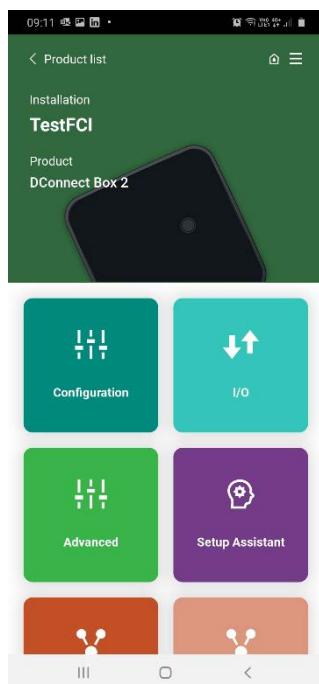 09:11
Product list
Installation
TestFCI
Product
DConnect Box 2
Configuration
I/O
Advanced
Setup Assistant